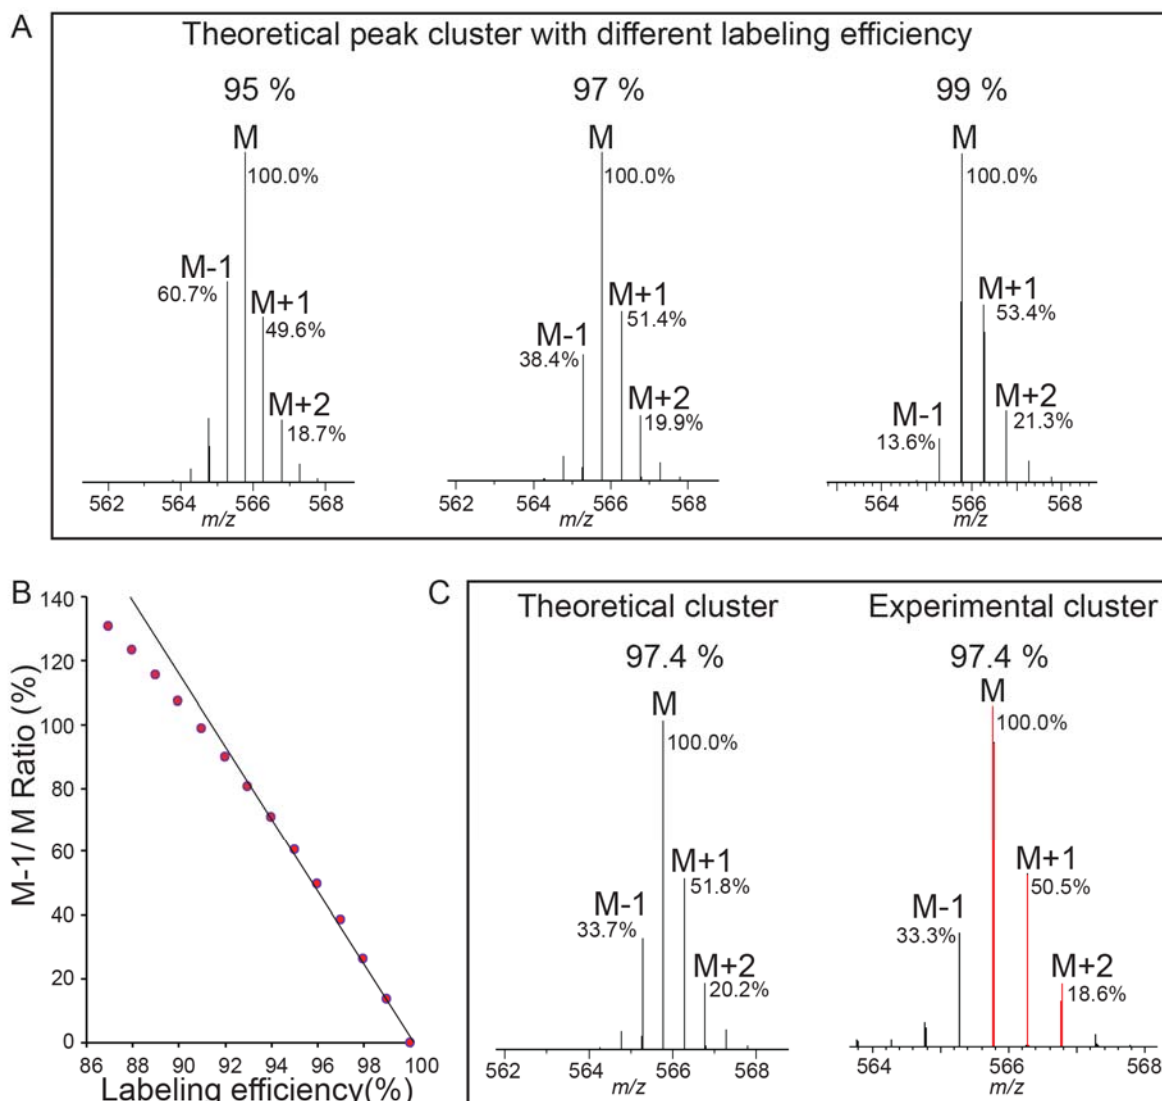 A
Theoretical peak cluster with different labeling efficiency
95 %
97 %
99 %
M
100.0%
M-1
60.7%
M+1
49.6%
M+2
18.7%
562 564 566 568
m/z
M
100.0%
M-1
38.4%
M+1
51.4%
M+2
19.9%
562 564 566 568
m/z
M
100.0%
M-1
13.6%
M+1
53.4%
M+2
21.3%
564 566 568
m/z
B
M-1/ M Ratio (%)
140
120
100
80
60
40
20
0
86 88 90 92 94 96 98 100
Labeling efficiency(%)
C
Theoretical cluster
97.4 %
M
100.0%
M-1
33.7%
M+1
51.8%
M+2
20.2%
562 564 566 568
m/z
Experimental cluster
97.4 %
M
100.0%
M-1
33.3%
M+1
50.5%
M+2
18.6%
564 566 568
m/z